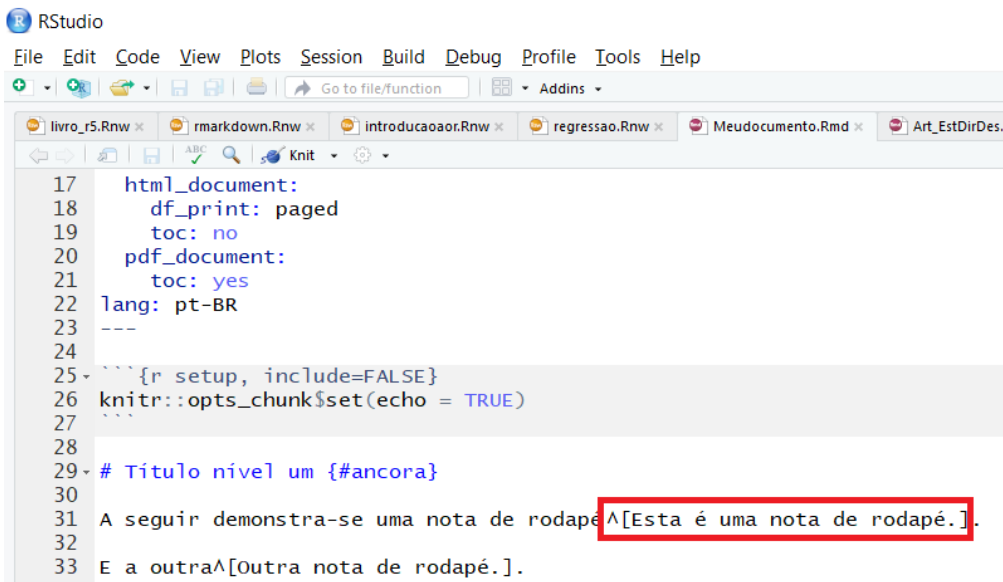 RStudio
File Edit Code View Plots Session Build Debug Profile Tools Help
Go to file/function Addins
livro_r5.Rnw rmarkdown.Rnw introducaoaor.Rnw regressao.Rnw Meudocumento.Rmd Art_EstDirDes.
ABC Knit
17 html_document:
18 df_print: paged
19 toc: no
20 pdf_document:
21 toc: yes
22 lang: pt-BR
23 ---
24
25 ```{r setup, include=FALSE}
26 knitr::opts_chunk$set(echo = TRUE)
27 ```
28
29 # Título nível um {#ancora}
30
31 A seguir demonstra-se uma nota de rodapé^[Esta é uma nota de rodapé.].
32
33 E a outra^[Outra nota de rodapé.].